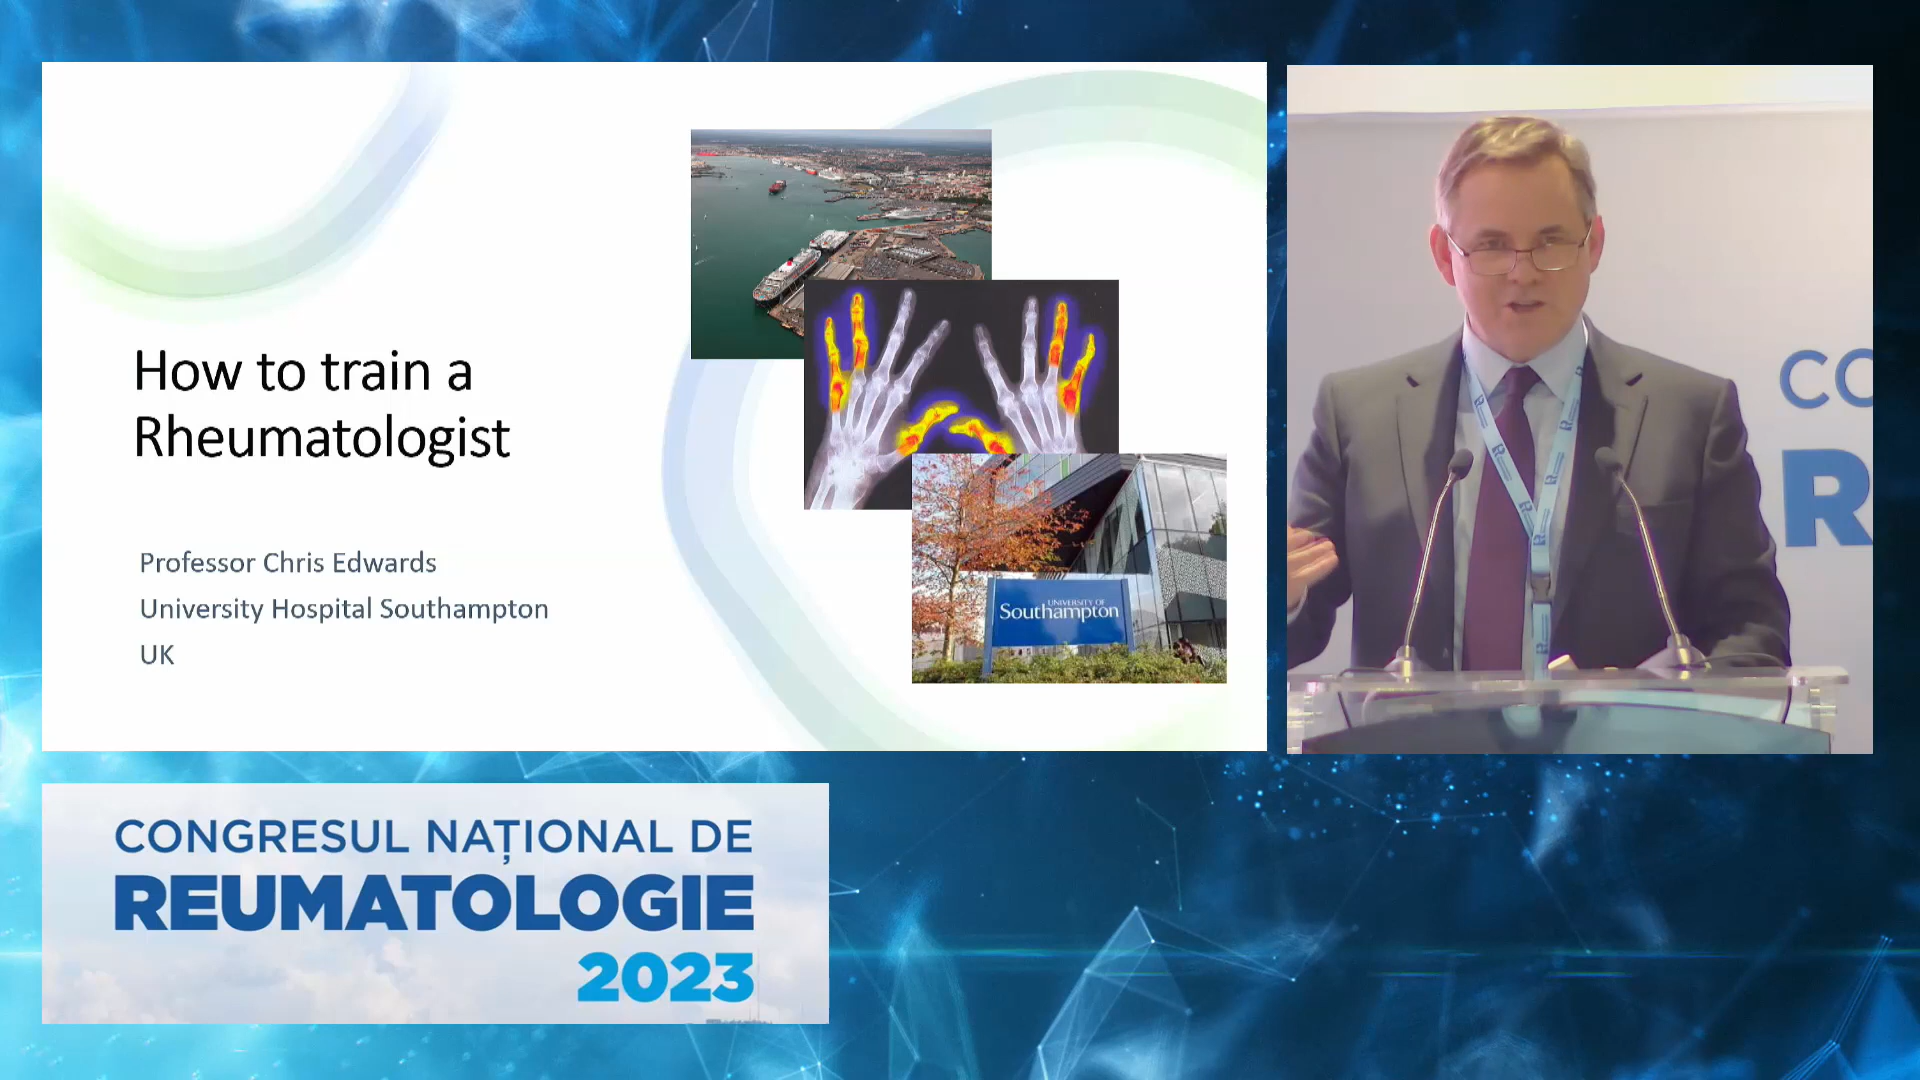 How to train a
Rheumatologist
Professor Chris Edwards
University Hospital Southampton
UK
UNIVERSITY OF
Southampton
CO
R
CONGRESUL NAȚIONAL DE
REUMATOLOGIE
2023